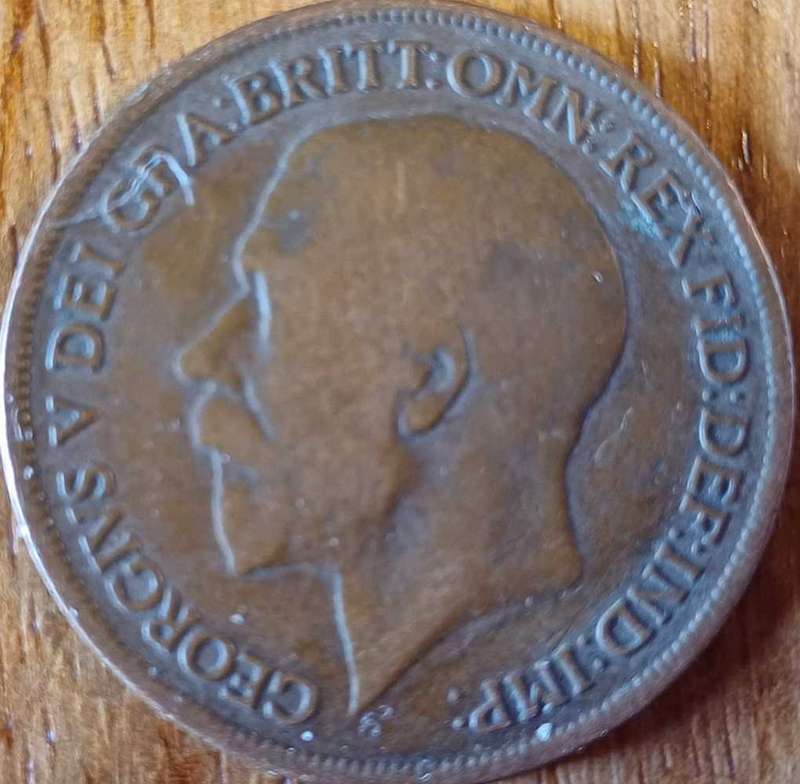 GEORGIVS V DEI GRA:BRITT:OMN:REX FID:DEF:IND:IMP: